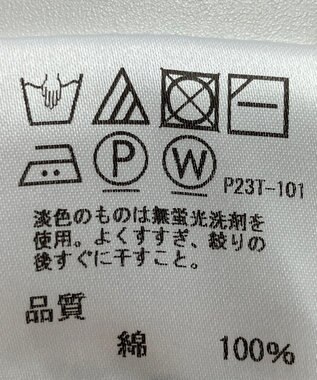 P
W
P23T-101
淡色のものは無蛍光洗剤を
使用。よくすすぎ、絞りの
後すぐに干すこと。
品質
綿 100%